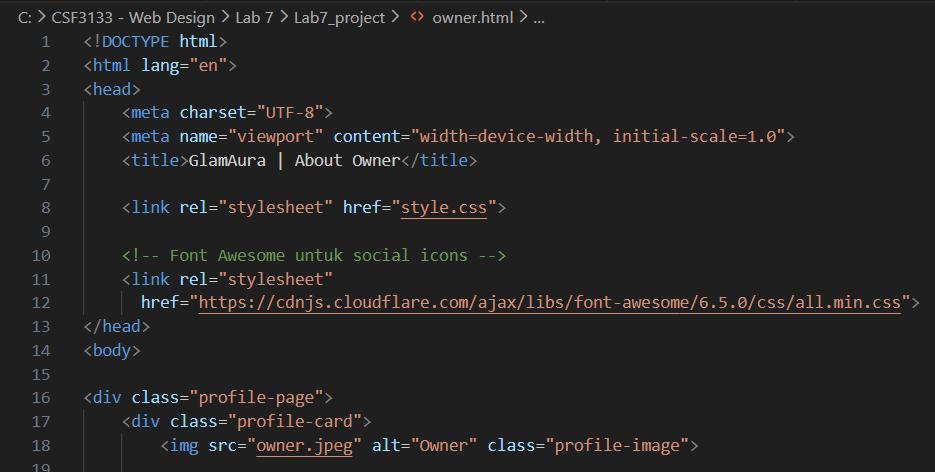 C: > CSF3133 - Web Design > Lab 7 > Lab7_project > <> owner.html > ...
1 <!DOCTYPE html>
2 <html lang="en">
3 <head>
4 <meta charset="UTF-8">
5 <meta name="viewport" content="width=device-width, initial-scale=1.0">
6 <title>GlamAura | About Owner</title>
7
8 <link rel="stylesheet" href="style.css">
9
10 <!-- Font Awesome untuk social icons -->
11 <link rel="stylesheet"
12 href="https://cdnjs.cloudflare.com/ajax/libs/font-awesome/6.5.0/css/all.min.css">
13 </head>
14 <body>
15
16 <div class="profile-page">
17 <div class="profile-card">
18 <img src="owner.jpeg" alt="Owner" class="profile-image">
19